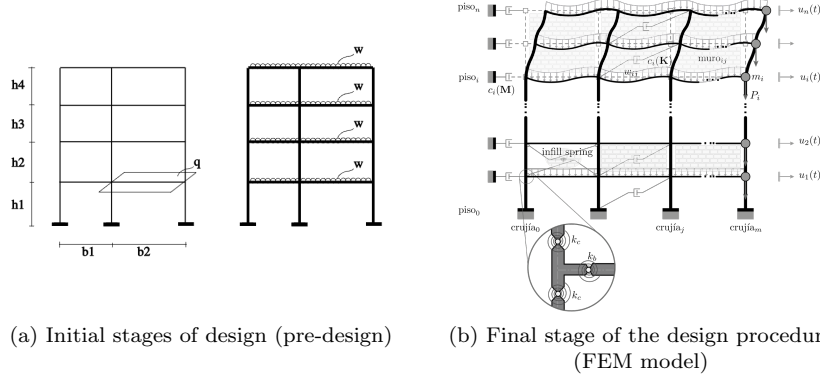 h4
h3
h2
h1
b1
b2
q
w
w
w
w
piso_n
u_n(t)
c_i(K)
muro_ij
w_ij
piso_i
m_i
u_i(t)
c_i(M)
P_i
u_2(t)
infill spring
u_1(t)
piso_0
crujía_0
crujía_j
crujía_m
k_c
k_b
k_c
(a) Initial stages of design (pre-design)
(b) Final stage of the design procedur
(FEM model)